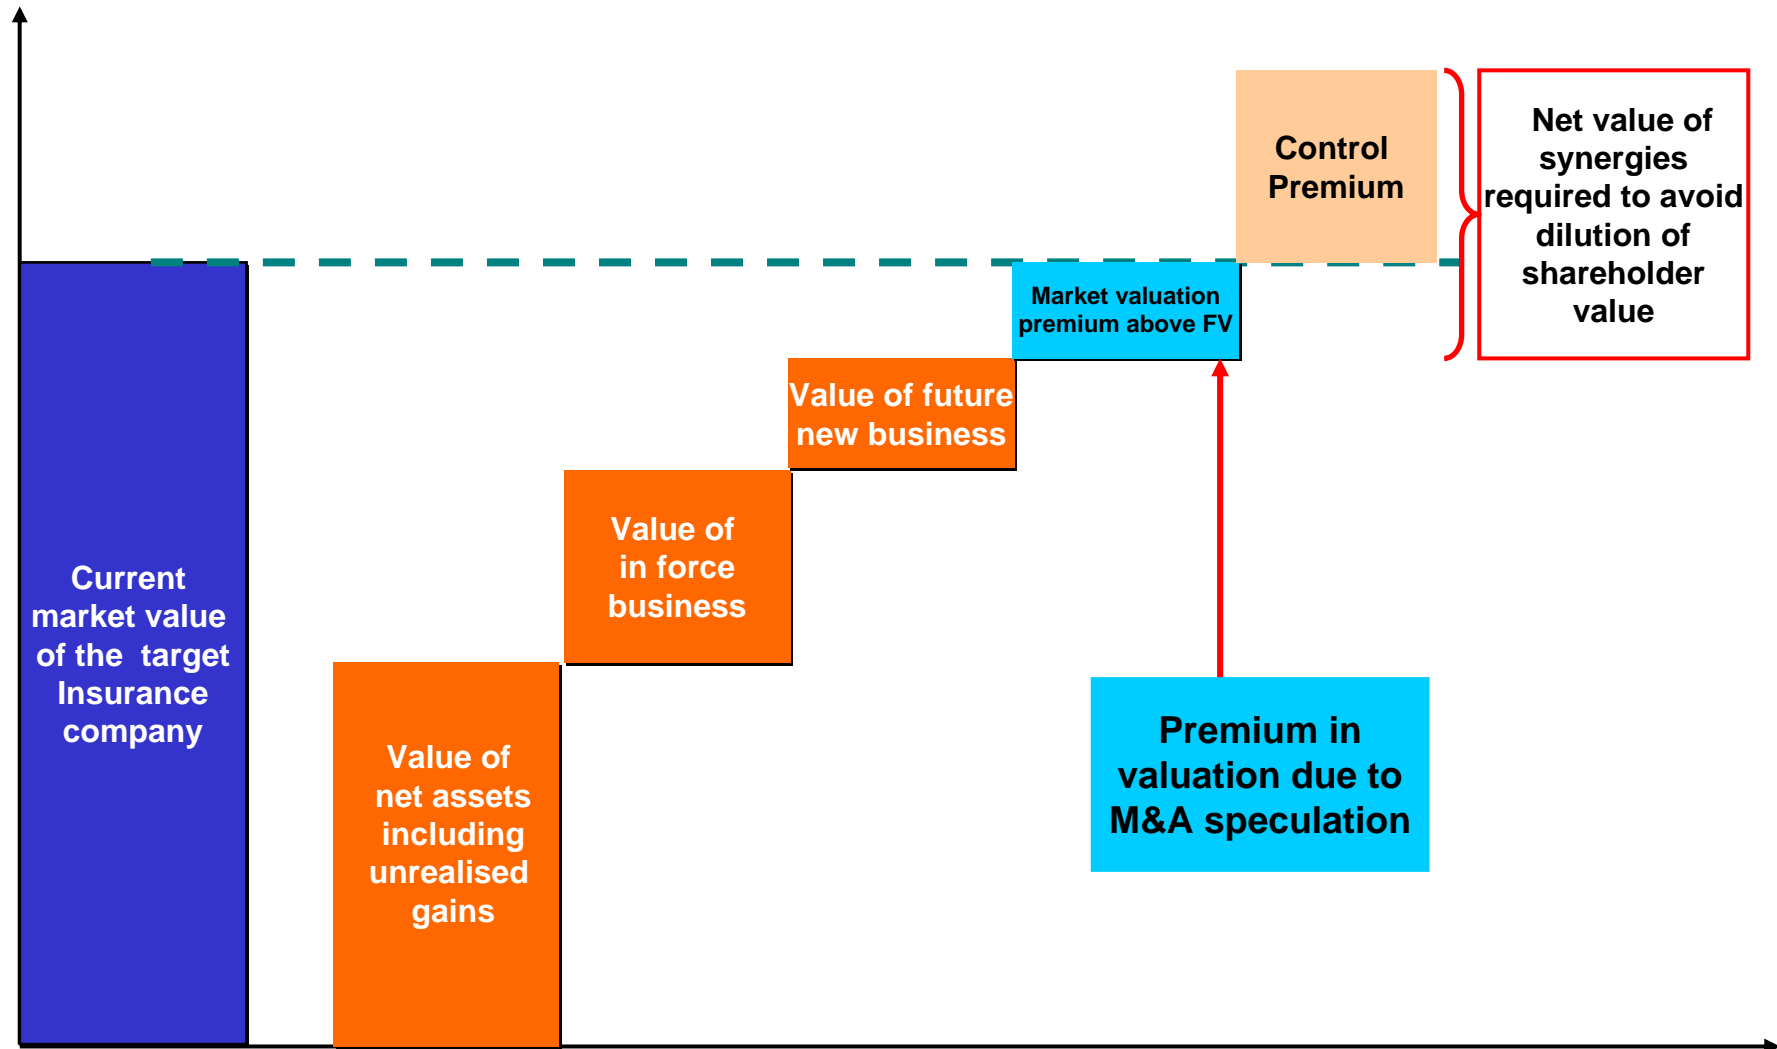 Current
market value
of the target
Insurance
company
Value of
net assets
including
unrealised
gains
Value of
in force
business
Value of future
new business
Market valuation
premium above FV
Control
Premium
Net value of
synergies
required to avoid
dilution of
shareholder
value
Premium in
valuation due to
M&A speculation